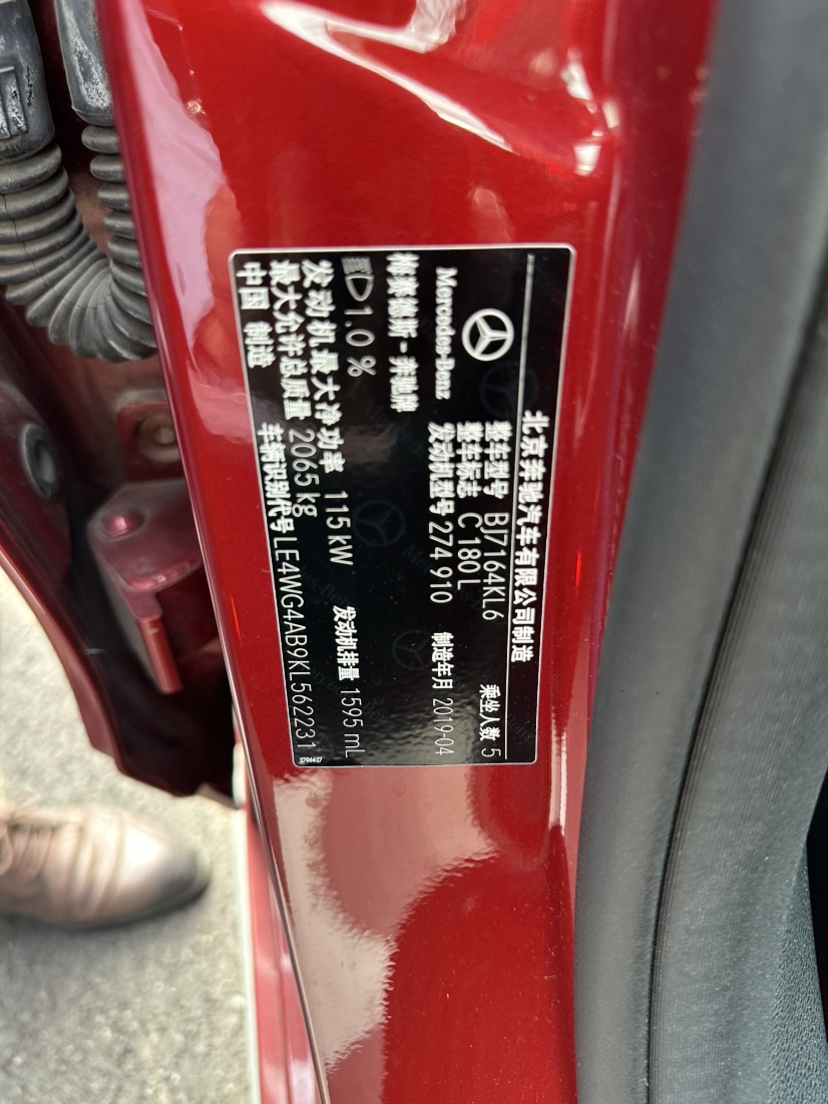 北京奔驰汽车有限公司制造
Mercedes-Benz
整车型号 BJ7164KL6
乘坐人数 5
整车标志 C 180 L
发动机型号 274 910
制造年月 2019-04
梅赛德斯·奔驰牌
1.0 %
发动机最大净功率 115 kW
发动机排量 1595 mL
最大允许总质量 2065 kg
中国 制造
车辆识别代号 LE4WG4AB9KL562231